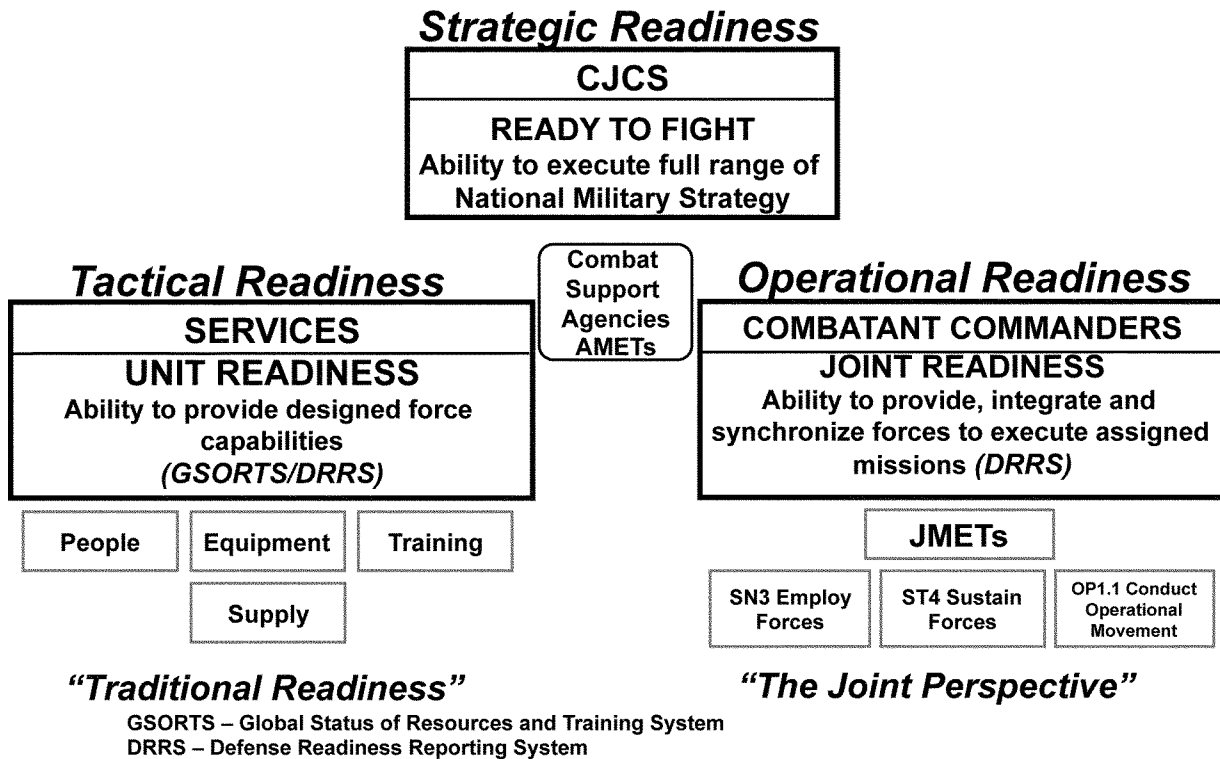 Strategic Readiness
CJCS
READY TO FIGHT
Ability to execute full range of
National Military Strategy
Combat
Support
Agencies
AMETs
Tactical Readiness
SERVICES
UNIT READINESS
Ability to provide designed force
capabilities
(GSORTS/DRRS)
People
Equipment
Training
Supply
“Traditional Readiness”
Operational Readiness
COMBATANT COMMANDERS
JOINT READINESS
Ability to provide, integrate and
synchronize forces to execute assigned
missions (DRRS)
JMETs
SN3 Employ
Forces
ST4 Sustain
Forces
OP1.1 Conduct
Operational
Movement
“The Joint Perspective”
GSORTS – Global Status of Resources and Training System
DRRS – Defense Readiness Reporting System